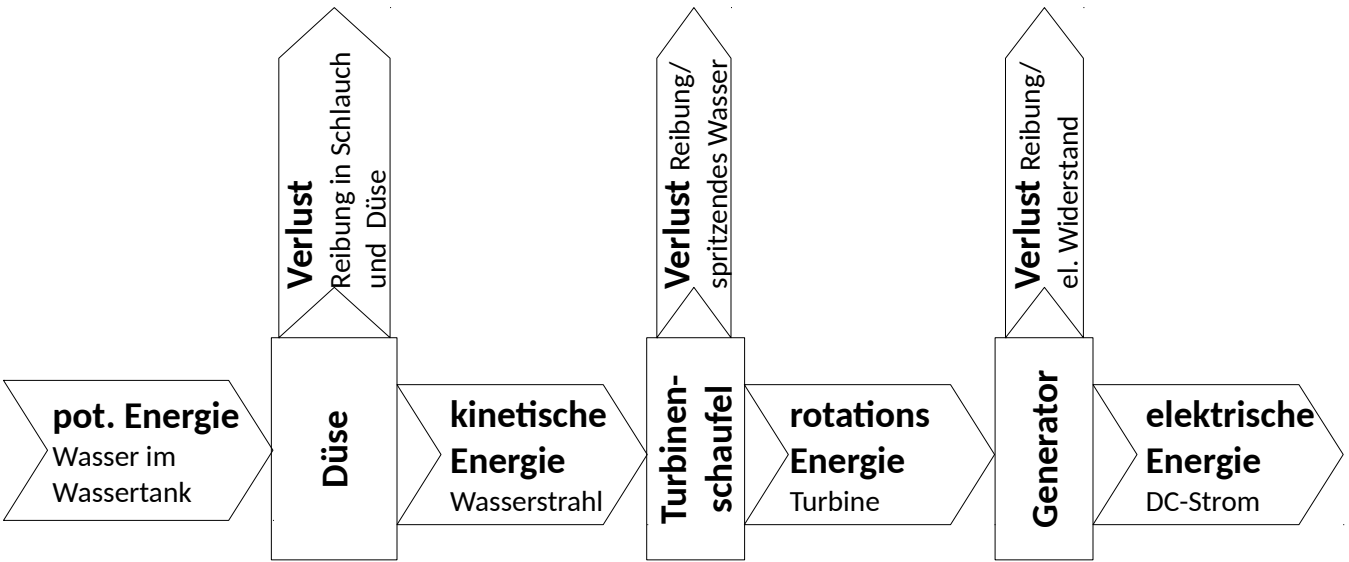 Verlust
Reibung in Schlauch
und Düse
Verlust Reibung/
spritzendes Wasser
Verlust Reibung/
el. Widerstand
pot. Energie
Wasser im
Wassertank
Düse
kinetische
Energie
Wasserstrahl
Turbinen-
schaufel
rotations
Energie
Turbine
Generator
elektrische
Energie
DC-Strom